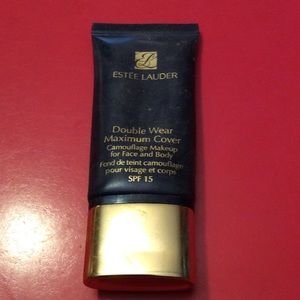 ESTĒE LAUDER
Double Wear
Maximum Cover
Camouflage Makeup
for Face and Body
Fond de teint camouflage
pour visage et corps
SPF 15